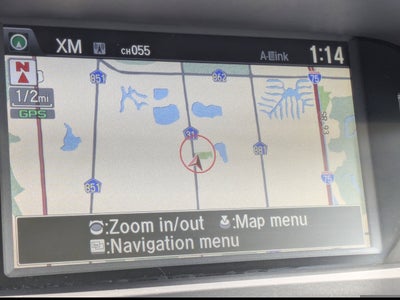 XM CH055 A-Link 1:14
N
851 862 75
1/2mi
GPS
91
881
851 75
:Zoom in/out :Map menu
:Navigation menu